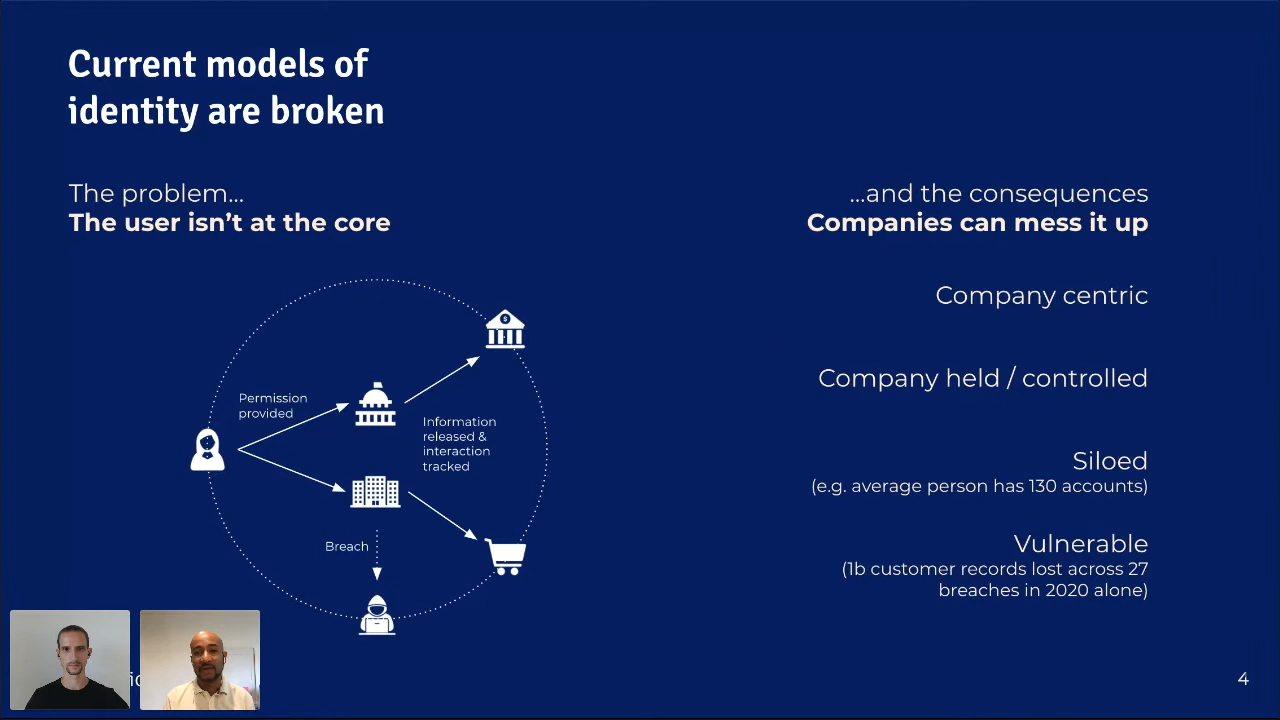 Current models of
identity are broken
The problem...
The user isn’t at the core
...and the consequences
Companies can mess it up
Permission
provided
Information
released &
interaction
tracked
Breach
Company centric
Company held / controlled
Siloed
(e.g. average person has 130 accounts)
Vulnerable
(1b customer records lost across 27
breaches in 2020 alone)
4